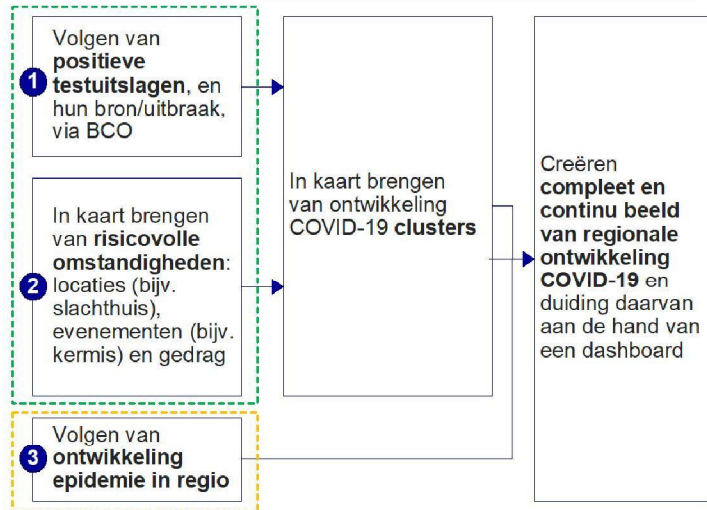 1
Volgen van
positieve
testuitslagen, en
hun bron/uitbraak,
via BCO
2
In kaart brengen
van risicovolle
omstandigheden:
locaties (bijv.
slachthuis),
evenementen (bijv.
kermis) en gedrag
3
Volgen van
ontwikkeling
epidemie in regio
In kaart brengen
van ontwikkeling
COVID-19 clusters
Creëren
compleet en
continu beeld
van regionale
ontwikkeling
COVID-19 en
duiding daarvan
aan de hand van
een dashboard